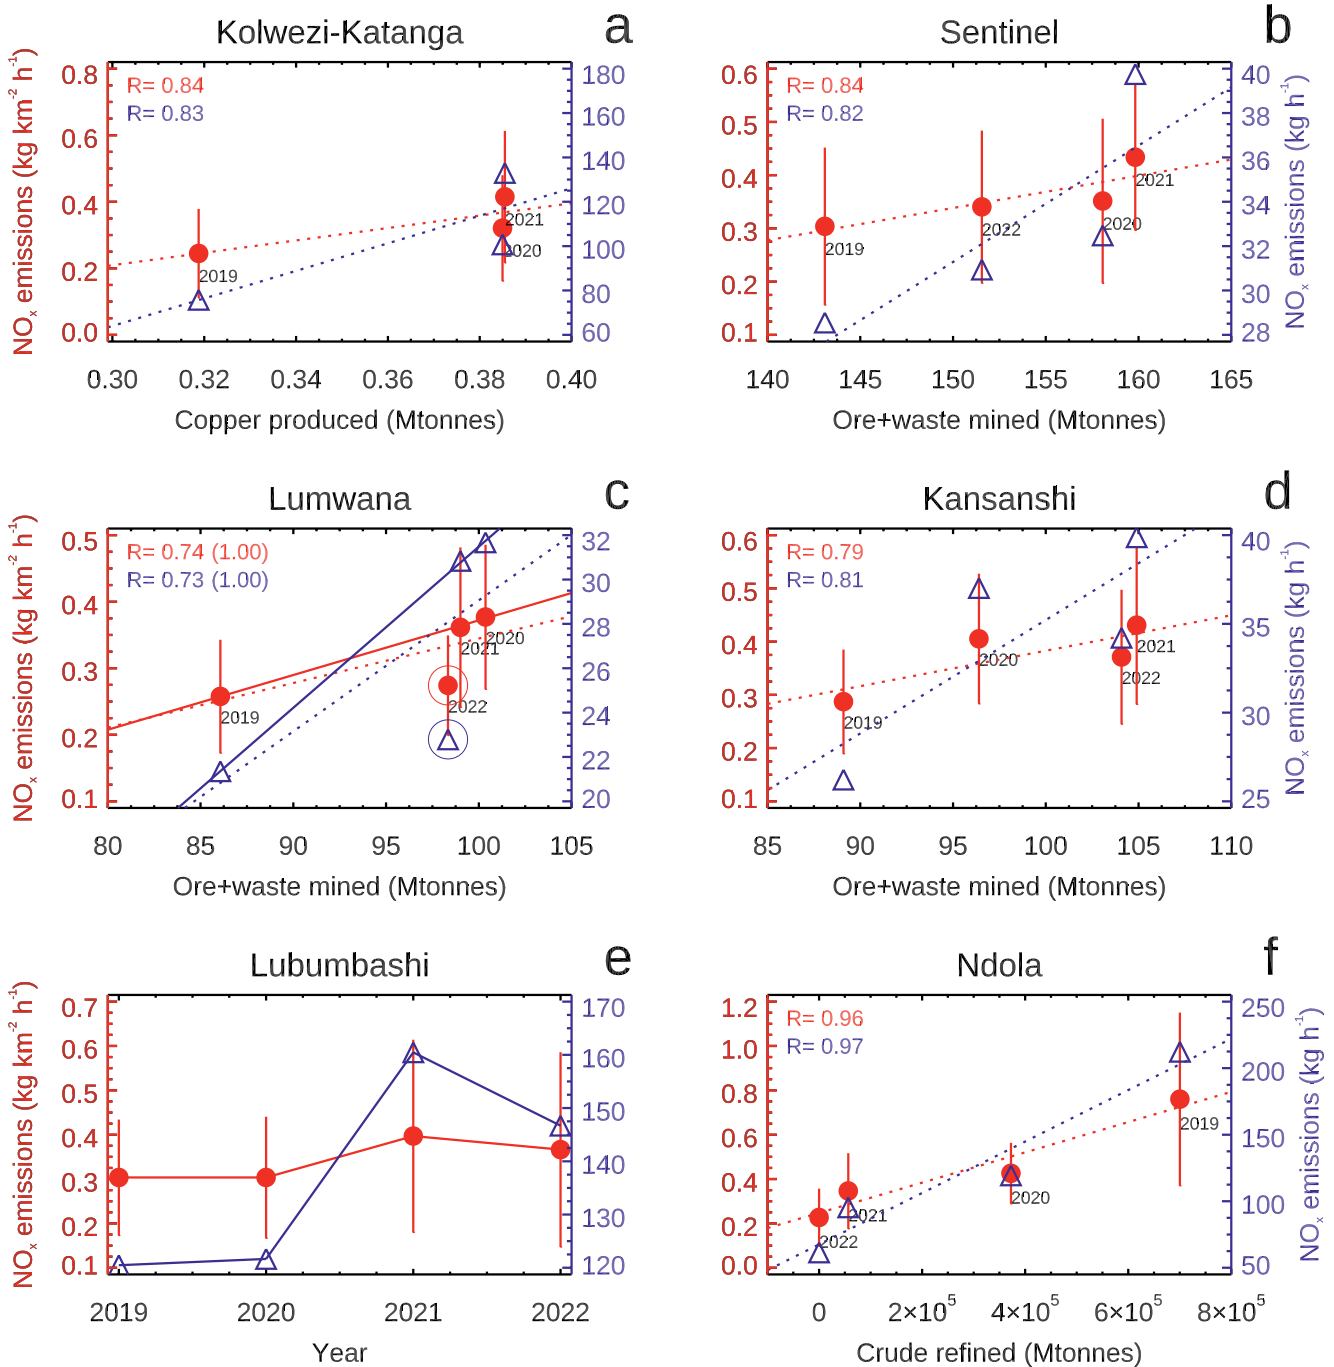 Kolwezi-Katanga a
NOx emissions (kg km-2 h-1)
R= 0.84
R= 0.83
0.8
0.6
0.4
0.2
0.0
180
160
140
120
100
80
60
2019
2021
2020
0.30 0.32 0.34 0.36 0.38 0.40
Copper produced (Mtonnes)
Sentinel b
R= 0.84
R= 0.82
0.6
0.5
0.4
0.3
0.2
0.1
40
38
36
34
32
30
28
NOx emissions (kg h-1)
2019
2022
2020
2021
140 145 150 155 160 165
Ore+waste mined (Mtonnes)
Lumwana c
NOx emissions (kg km-2 h-1)
R= 0.74 (1.00)
R= 0.73 (1.00)
0.5
0.4
0.3
0.2
0.1
32
30
28
26
24
22
20
2019
2021
2020
2022
80 85 90 95 100 105
Ore+waste mined (Mtonnes)
Kansanshi d
R= 0.79
R= 0.81
0.6
0.5
0.4
0.3
0.2
0.1
40
35
30
25
NOx emissions (kg h-1)
2019
2020
2021
2022
85 90 95 100 105 110
Ore+waste mined (Mtonnes)
Lubumbashi e
NOx emissions (kg km-2 h-1)
0.7
0.6
0.5
0.4
0.3
0.2
0.1
170
160
150
140
130
120
2019 2020 2021 2022
Year
Ndola f
R= 0.96
R= 0.97
1.2
1.0
0.8
0.6
0.4
0.2
0.0
250
200
150
100
50
NOx emissions (kg h-1)
2022
2021
2020
2019
0 2×10^5 4×10^5 6×10^5 8×10^5
Crude refined (Mtonnes)